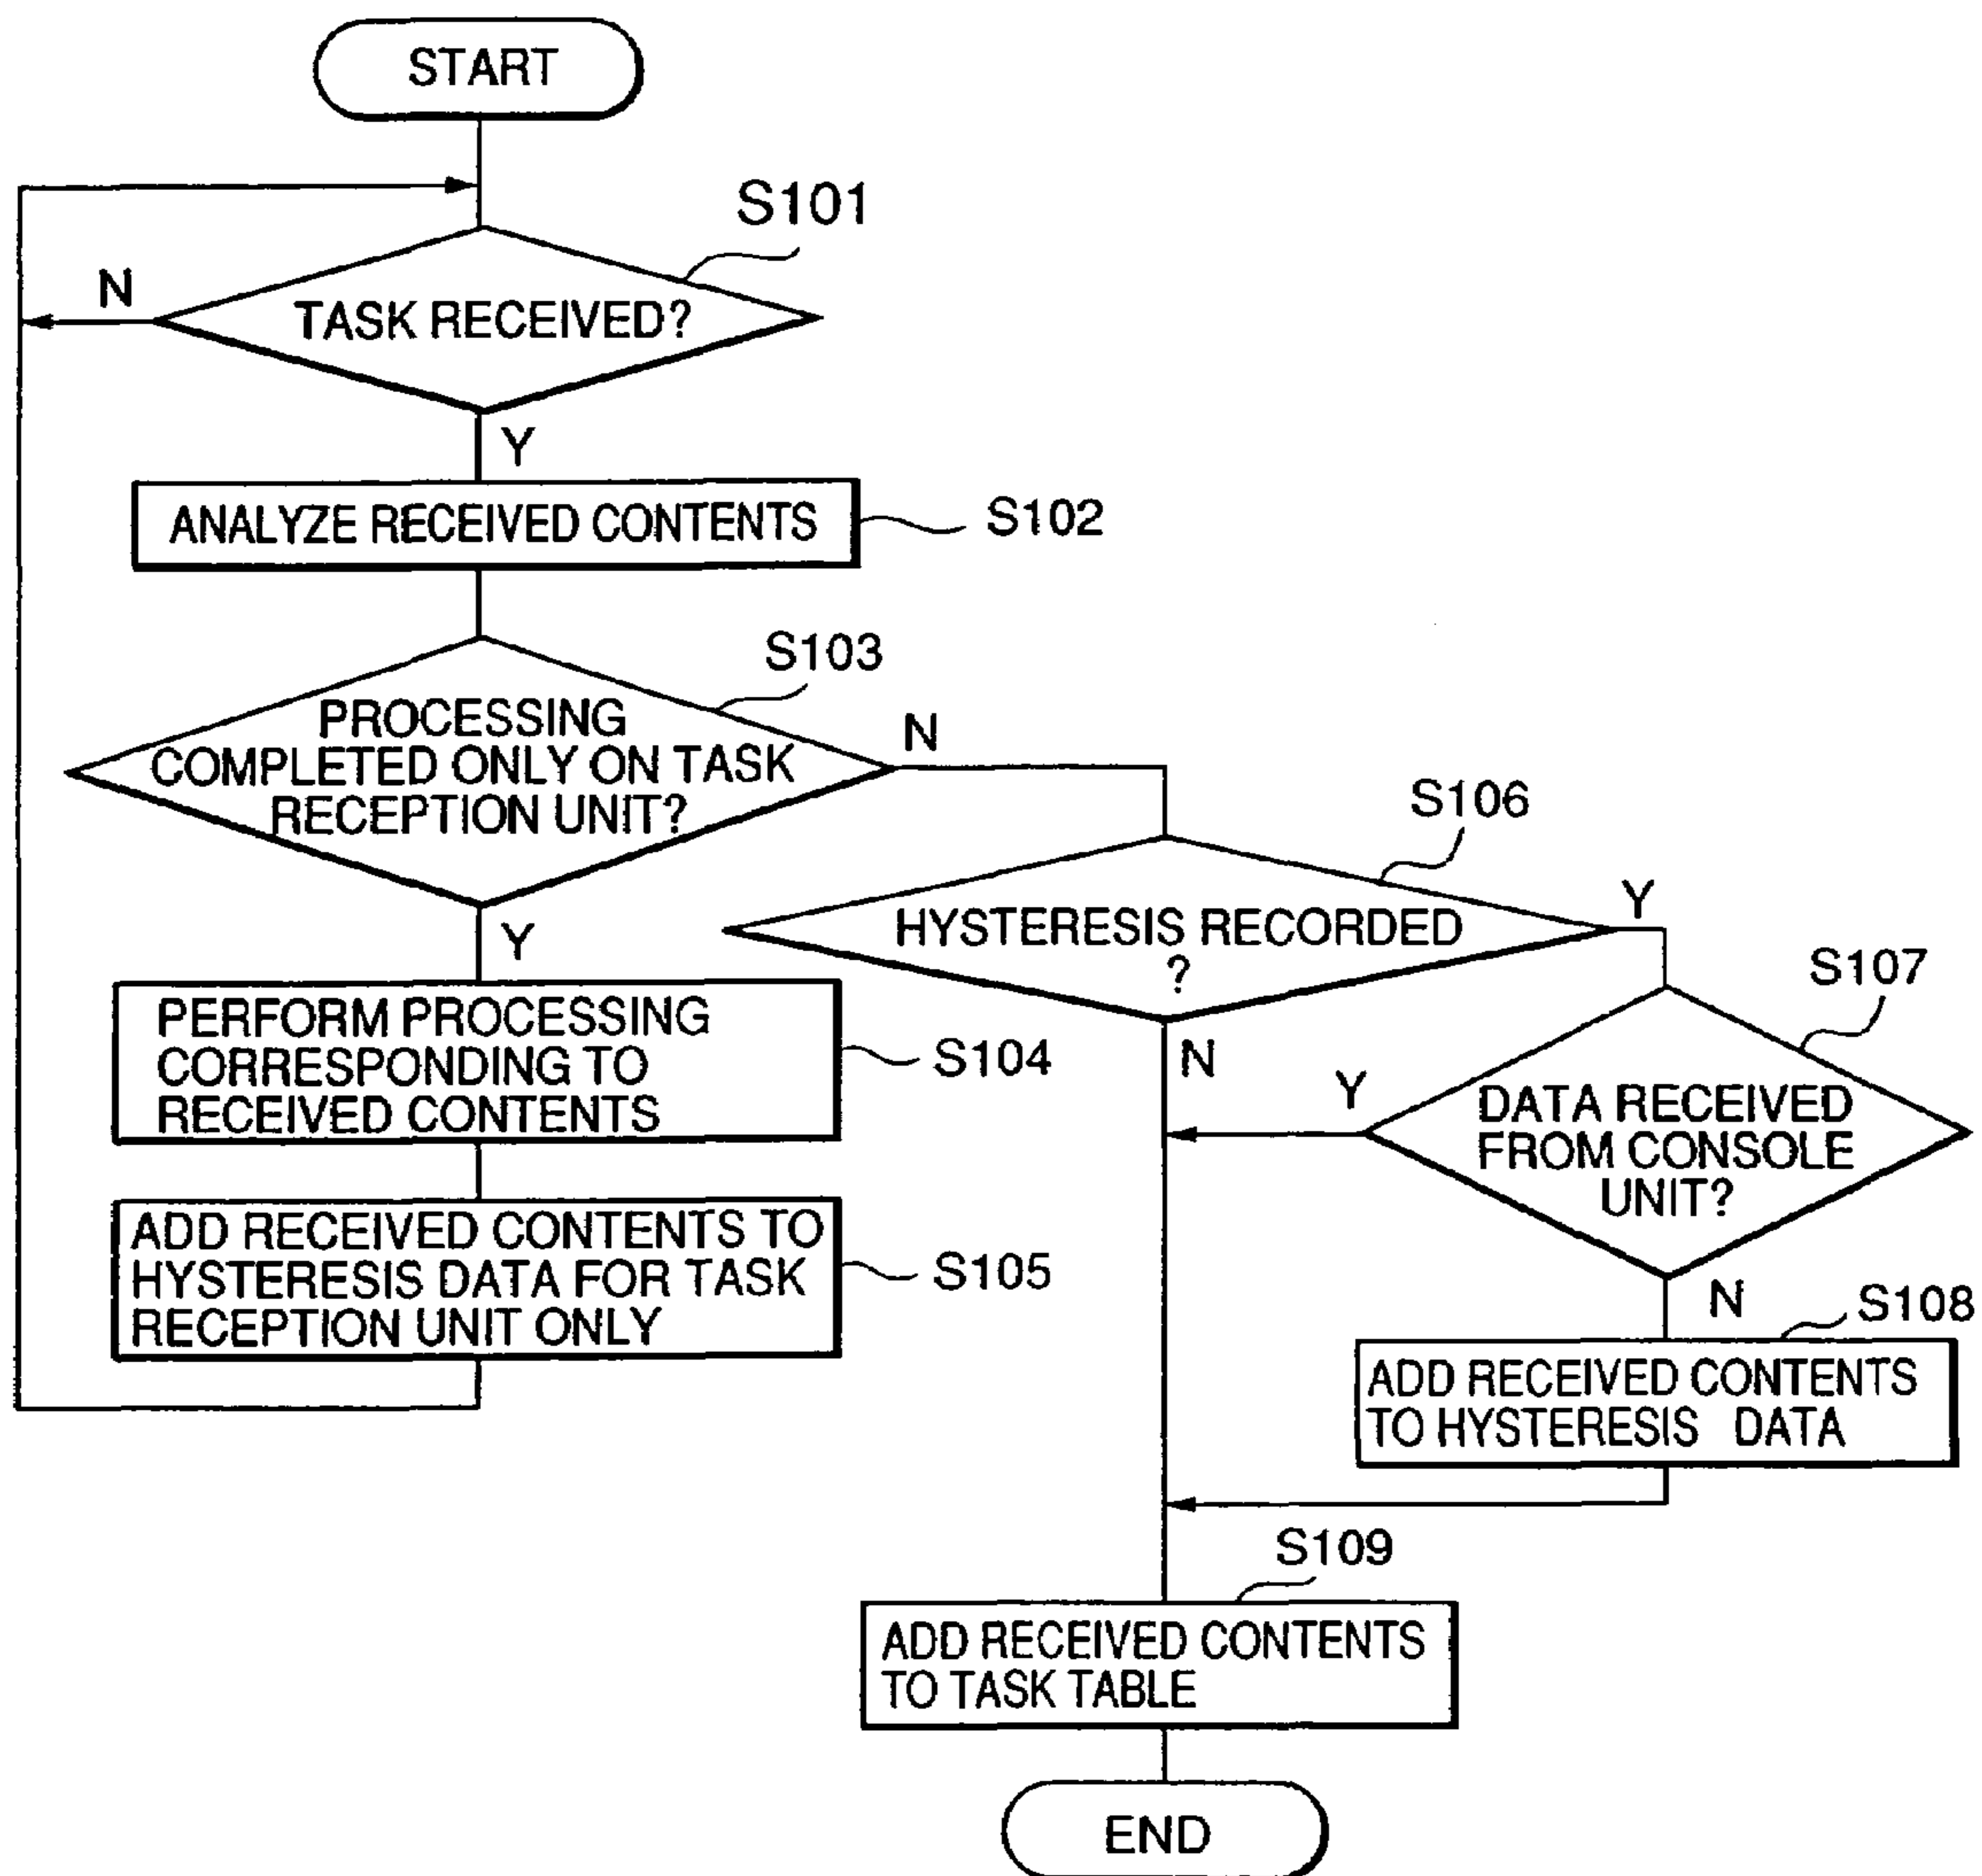 START
S101
N
TASK RECEIVED?
Y
ANALYZE RECEIVED CONTENTS
S102
S103
PROCESSING
COMPLETED ONLY ON TASK
RECEPTION UNIT?
N
Y
S106
HYSTERESIS RECORDED
?
Y
N
S107
DATA RECEIVED
FROM CONSOLE
UNIT?
Y
N
PERFORM PROCESSING
CORRESPONDING TO
RECEIVED CONTENTS
S104
ADD RECEIVED CONTENTS TO
HYSTERESIS DATA FOR TASK
RECEPTION UNIT ONLY
S105
S108
ADD RECEIVED CONTENTS
TO HYSTERESIS DATA
S109
ADD RECEIVED CONTENTS
TO TASK TABLE
END